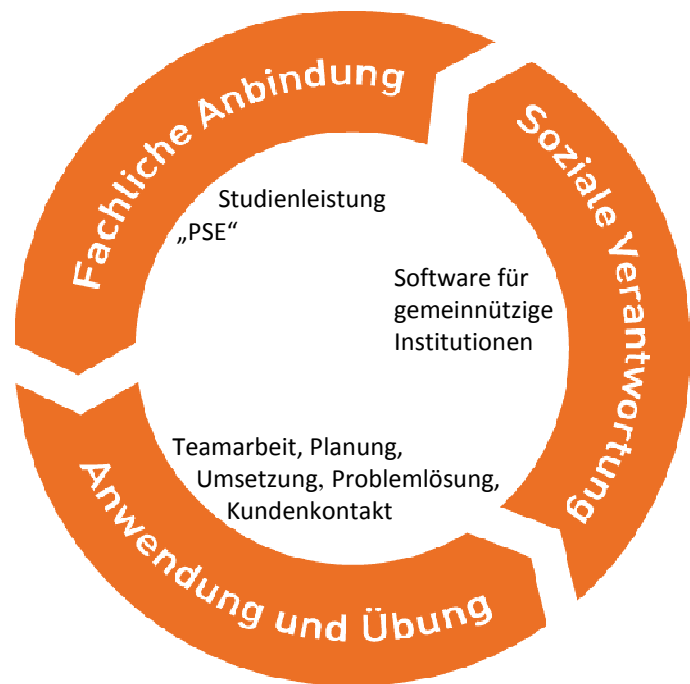 Fachliche Anbindung
Studienleistung
„PSE“
Soziale Verantwortung
Software für
gemeinnützige
Institutionen
Teamarbeit, Planung,
Umsetzung, Problemlösung,
Kundenkontakt
Anwendung und Übung